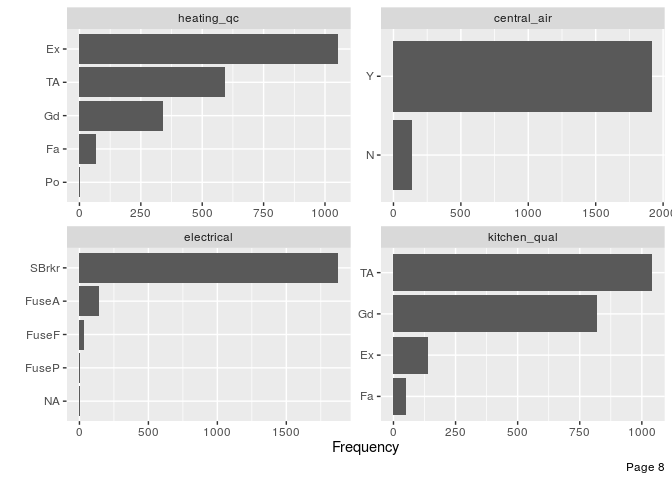 heating_qc
central_air
Ex
TA
Gd
Fa
Po
Y
N
0 250 500 750 1000
0 500 1000 1500 2000
electrical
kitchen_qual
SBrkr
FuseA
FuseF
FuseP
NA
TA
Gd
Ex
Fa
0 500 1000 1500
0 250 500 750 1000
Frequency
Page 8